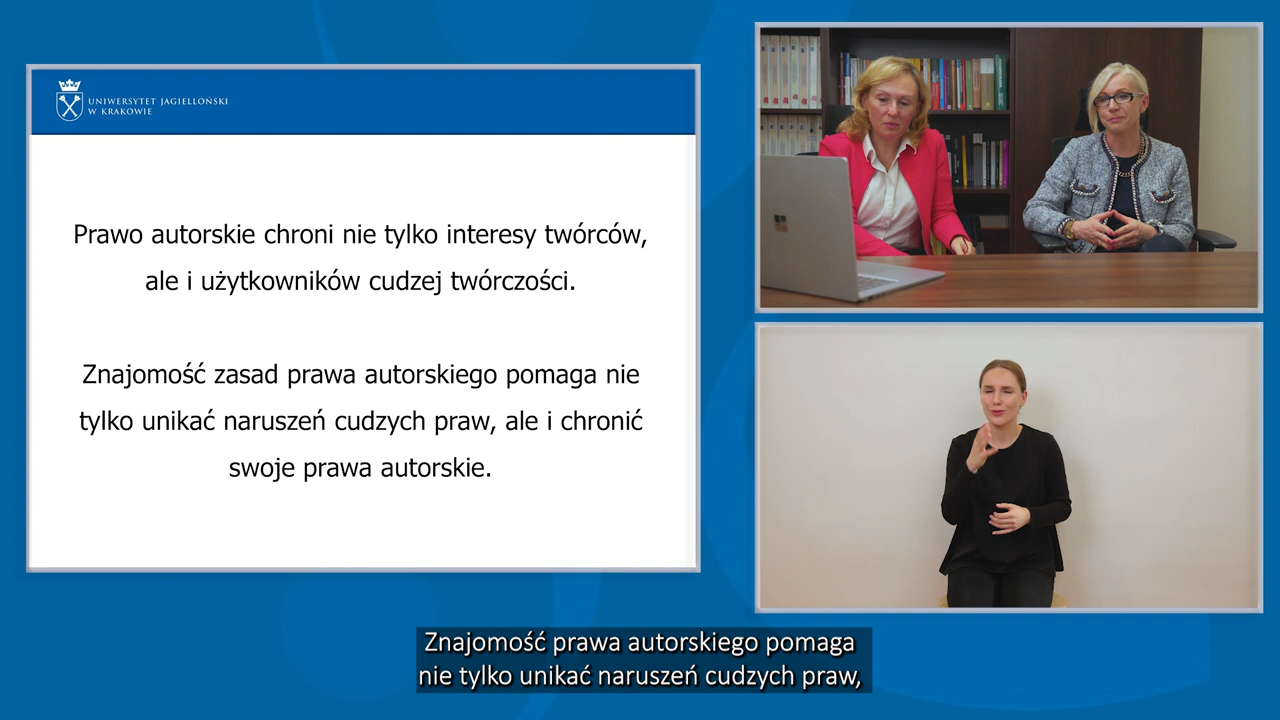 UNIWERSYTET JAGIELLOŃSKI
W KRAKOWIE
Prawo autorskie chroni nie tylko interesy twórców,
ale i użytkowników cudzej twórczości.
Znajomość zasad prawa autorskiego pomaga nie
tylko unikać naruszeń cudzych praw, ale i chronić
swoje prawa autorskie.
Znajomość prawa autorskiego pomaga
nie tylko unikać naruszeń cudzych praw,